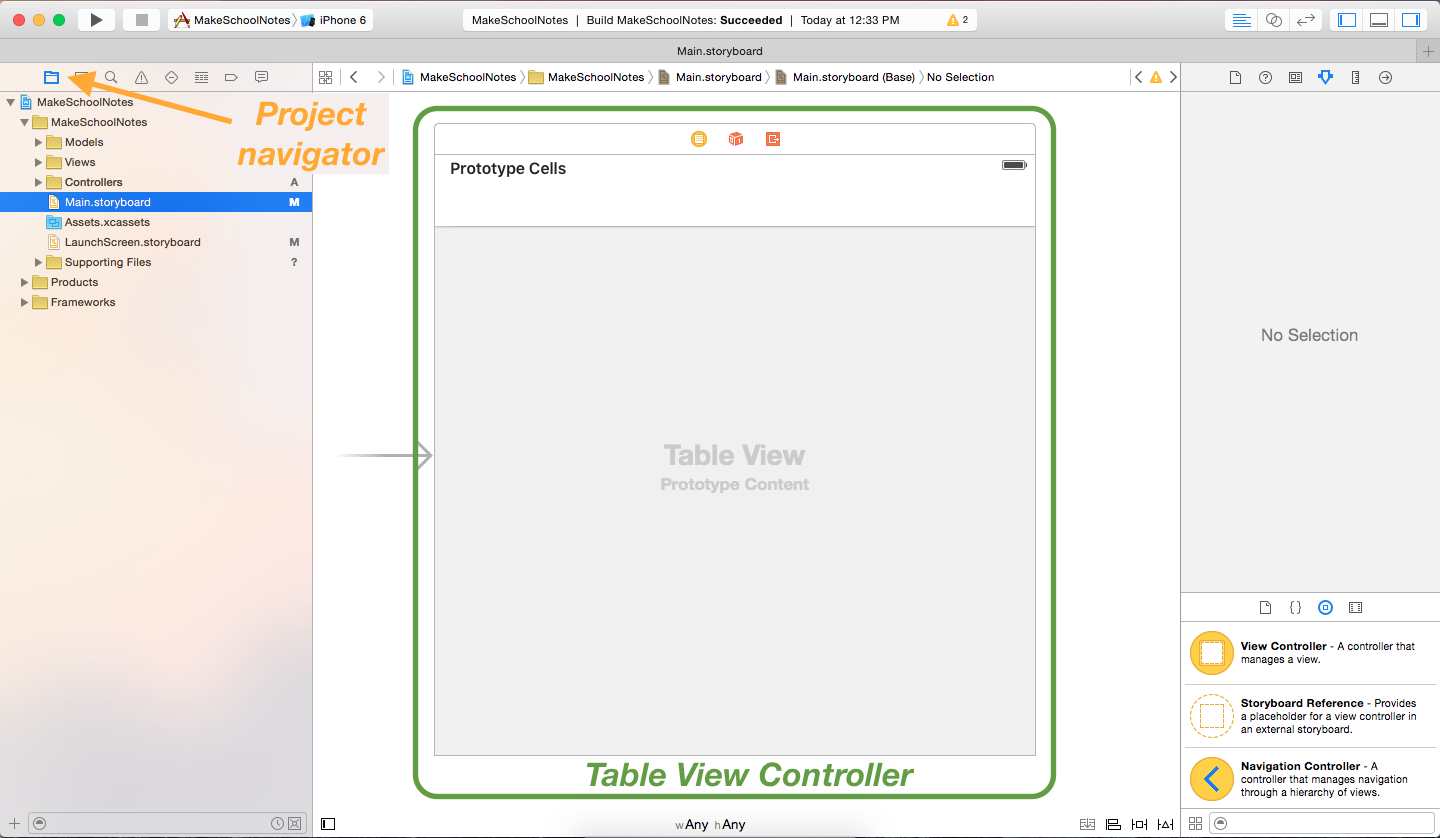 MakeSchoolNotes iPhone 6
MakeSchoolNotes | Build MakeSchoolNotes: Succeeded | Today at 12:33 PM 2
Main.storyboard
MakeSchoolNotes MakeSchoolNotes Main.storyboard Main.storyboard (Base) No Selection
Project
navigator
MakeSchoolNotes
MakeSchoolNotes
Models
Views
Controllers A
Main.storyboard M
Assets.xcassets
LaunchScreen.storyboard M
Supporting Files ?
Products
Frameworks
Prototype Cells
Table View
Prototype Content
Table View Controller
wAny hAny
No Selection
View Controller - A controller that
manages a view.
Storyboard Reference - Provides
a placeholder for a view controller in
an external storyboard.
Navigation Controller - A
controller that manages navigation
through a hierarchy of views.